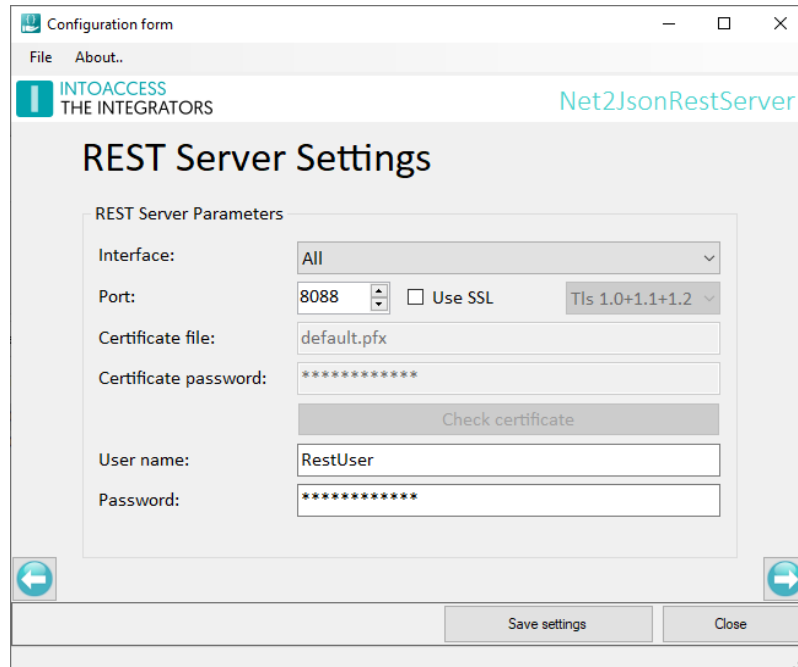 Configuration form
File About..
INTOACCESS
THE INTEGRATORS
Net2JsonRestServer
REST Server Settings
REST Server Parameters
Interface: All
Port: 8088 Use SSL Tls 1.0+1.1+1.2
Certificate file: default.pfx
Certificate password: ************
Check certificate
User name: RestUser
Password: ************
Save settings Close